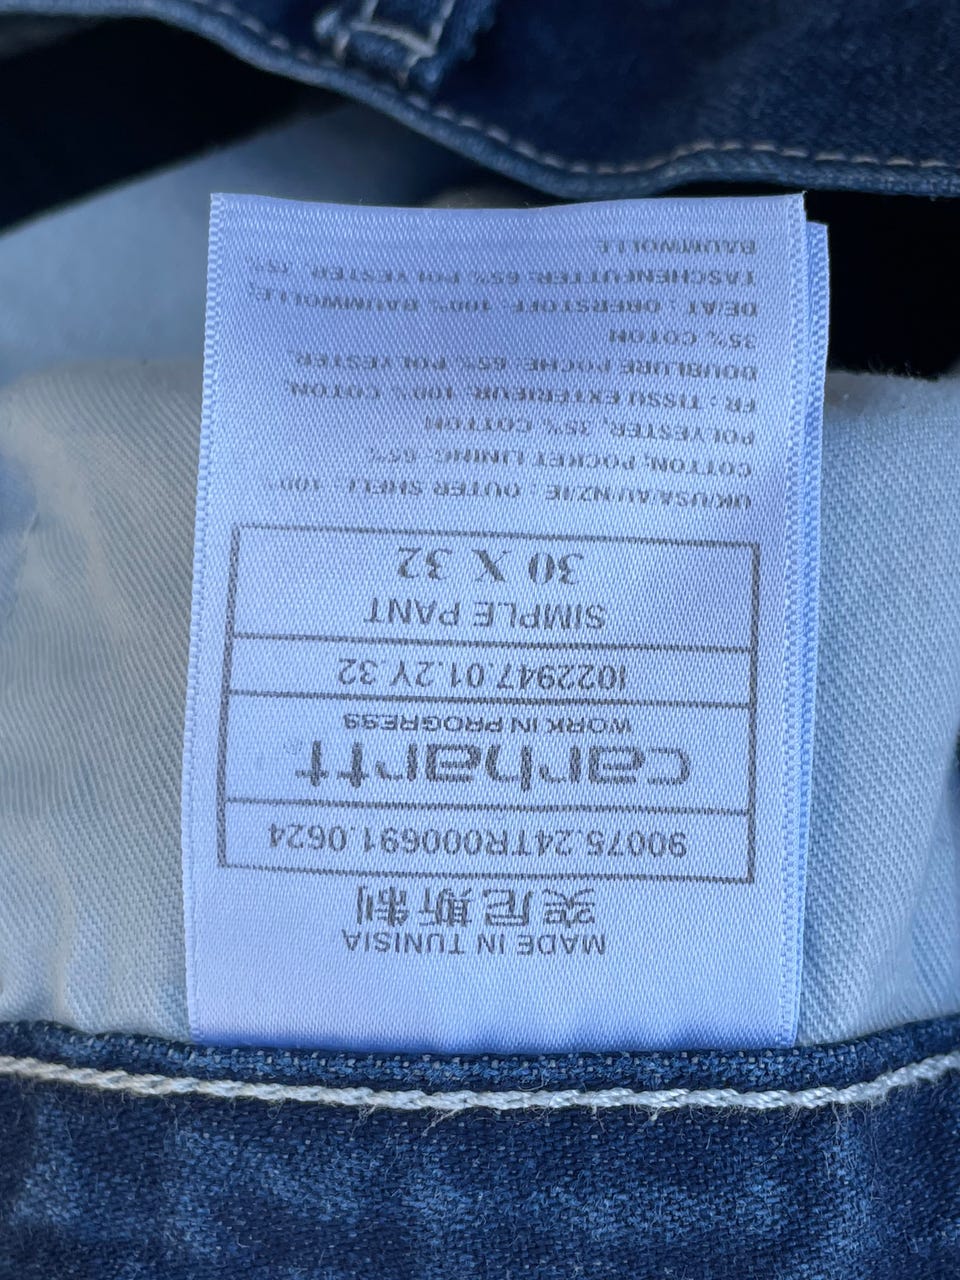 MADE IN TUNISIA
突尼斯制
90075.24TR000691.0624
carhartt
WORK IN PROGRESS
I022947.01.2Y.32
SIMPLE PANT
30 X 32
UK/USA/AU/NZ/IE : OUTER SHELL : 100%
COTTON, POCKET LINING: 65%
POLYESTER, 35% COTTON
FR : TISSU EXTÉRIEUR: 100% COTON,
DOUBLURE POCHE: 65% POLYESTER,
35% COTON
DE/AT : OBERSTOFF: 100% BAUMWOLLE,
TASCHENFUTTER: 65% POLYESTER, 35%
BAUMWOLLE